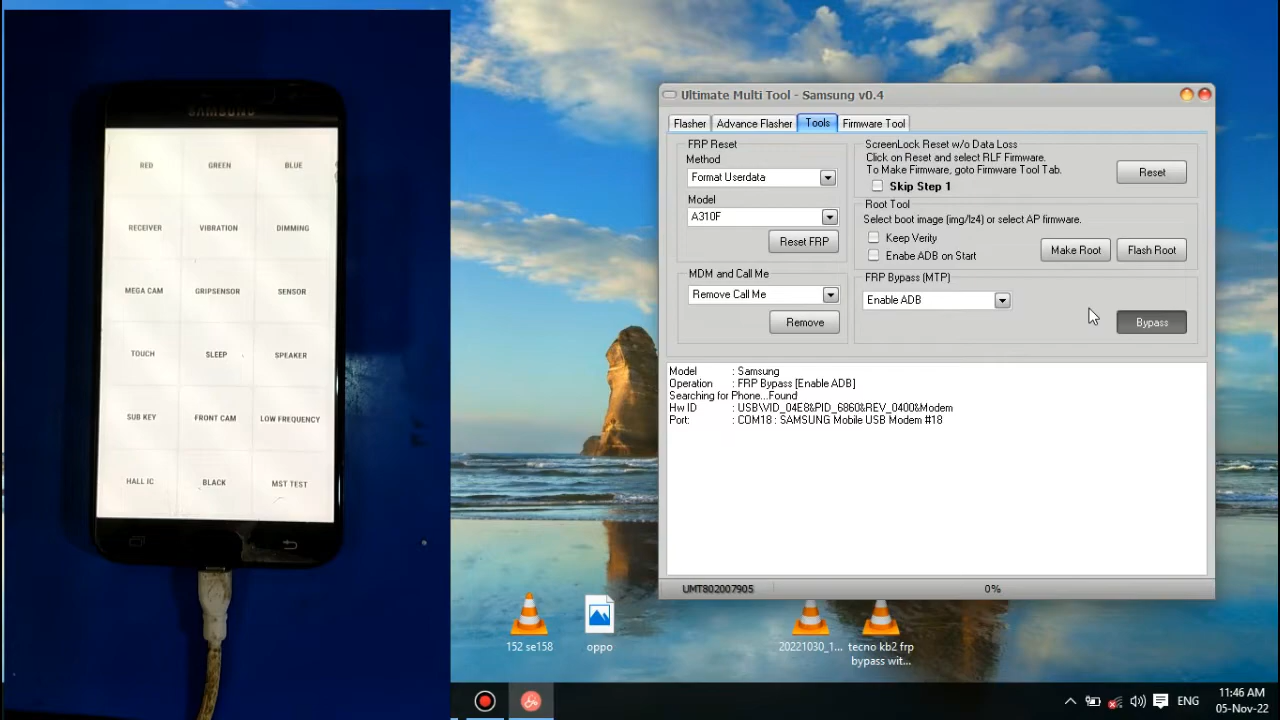 SAMSUNG
RED GREEN BLUE
RECEIVER VIBRATION DIMMING
MEGA CAM GRIPSENSOR SENSOR
TOUCH SLEEP SPEAKER
SUB KEY FRONT CAM LOW FREQUENCY
HALL IC BLACK MST TEST
Ultimate Multi Tool - Samsung v0.4
Flasher Advance Flasher Tools Firmware Tool
FRP Reset
Method
Format Userdata
Model
A310F
Reset FRP
MDM and Call Me
Remove Call Me
Remove
ScreenLock Reset w/o Data Loss
Click on Reset and select RLF Firmware.
To Make Firmware, goto Firmware Tool Tab.
Skip Step 1
Reset
Root Tool
Select boot image (img/lz4) or select AP firmware.
Keep Verity
Enable ADB on Start
Make Root Flash Root
FRP Bypass (MTP)
Enable ADB
Bypass
Model : Samsung
Operation : FRP Bypass [Enable ADB]
Searching for Phone...Found
Hw ID : USB\VID_04E8&PID_6860&REV_0400&Modem
Port: : COM18 : SAMSUNG Mobile USB Modem #18
UMT802007905 0%
152 se158
oppo
20221030_1...
tecno kb2 frp
bypass wit...
ENG
11:46 AM
05-Nov-22